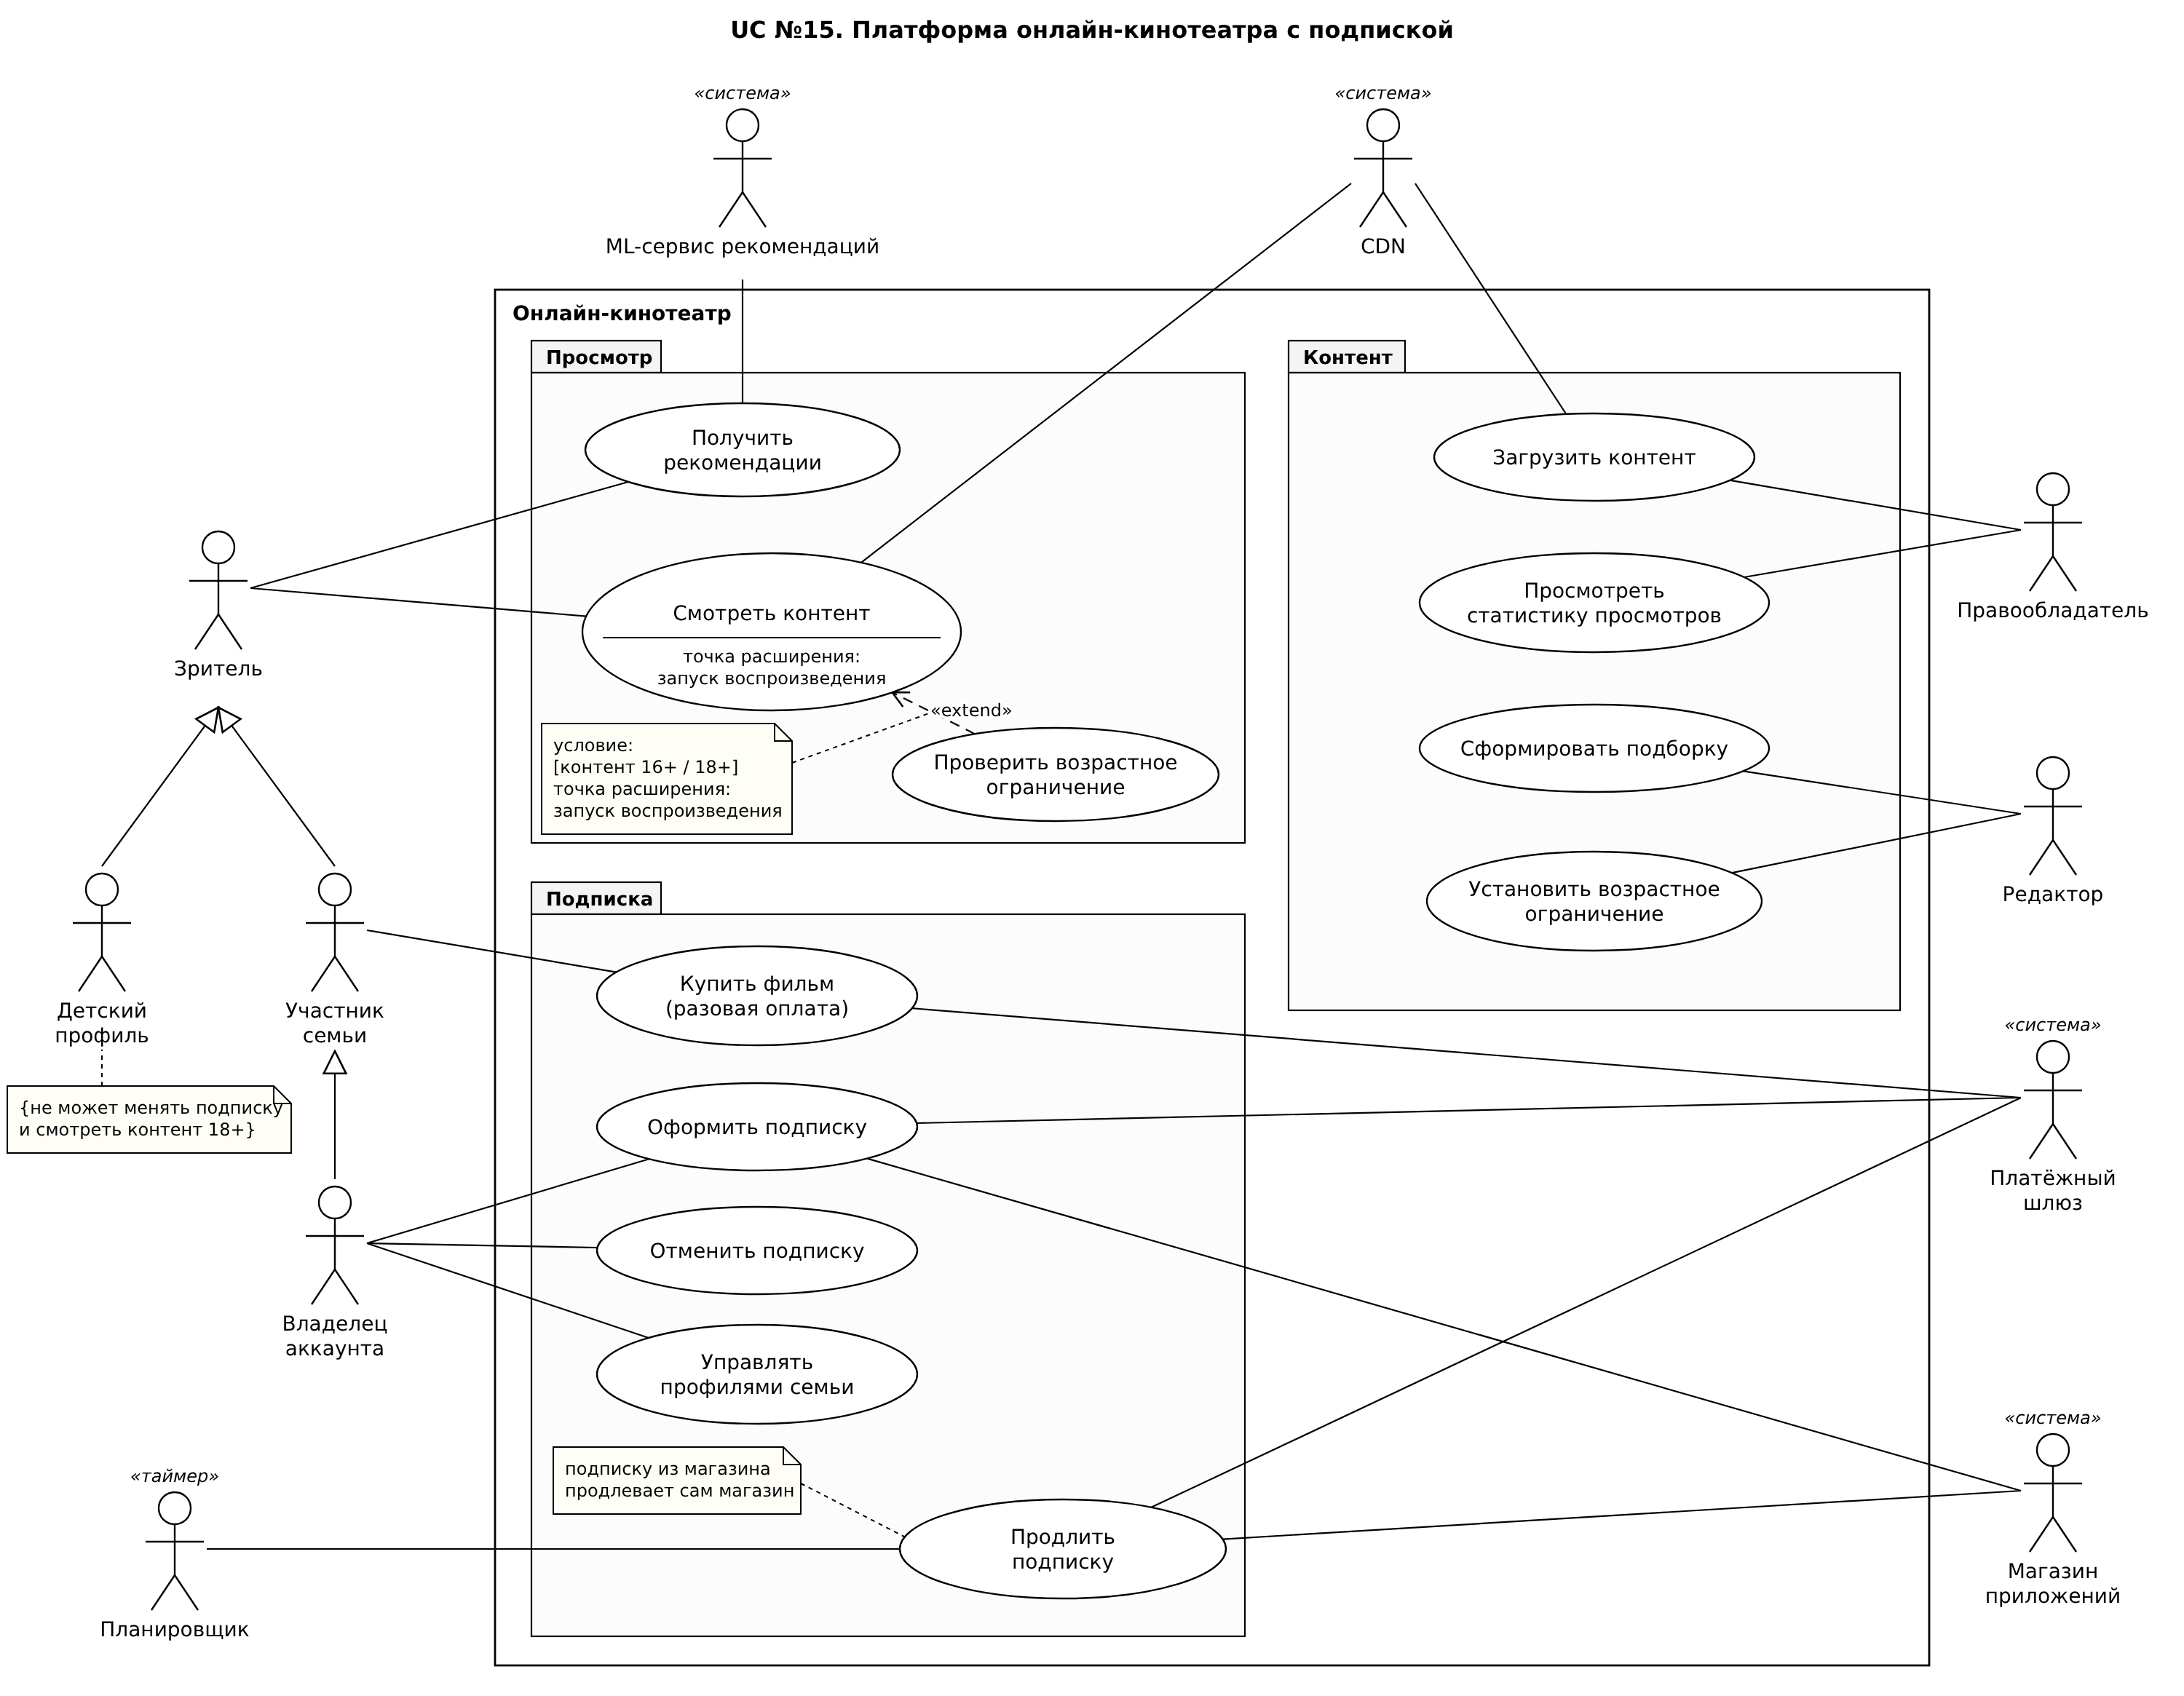 UC №15. Платформа онлайн-кинотеатра с подпиской
«система»
ML-сервис рекомендаций
«система»
CDN
Онлайн-кинотеатр
Просмотр
Получить
рекомендации
Смотреть контент
точка расширения:
запуск воспроизведения
«extend»
условие:
[контент 16+ / 18+]
точка расширения:
запуск воспроизведения
Проверить возрастное
ограничение
Контент
Загрузить контент
Просмотреть
статистику просмотров
Сформировать подборку
Установить возрастное
ограничение
Правообладатель
Редактор
Зритель
Детский
профиль
Участник
семьи
{не может менять подписку
и смотреть контент 18+}
Владелец
аккаунта
Подписка
Купить фильм
(разовая оплата)
Оформить подписку
Отменить подписку
Управлять
профилями семьи
подписку из магазина
продлевает сам магазин
Продлить
подписку
«таймер»
Планировщик
«система»
Платёжный
шлюз
«система»
Магазин
приложений